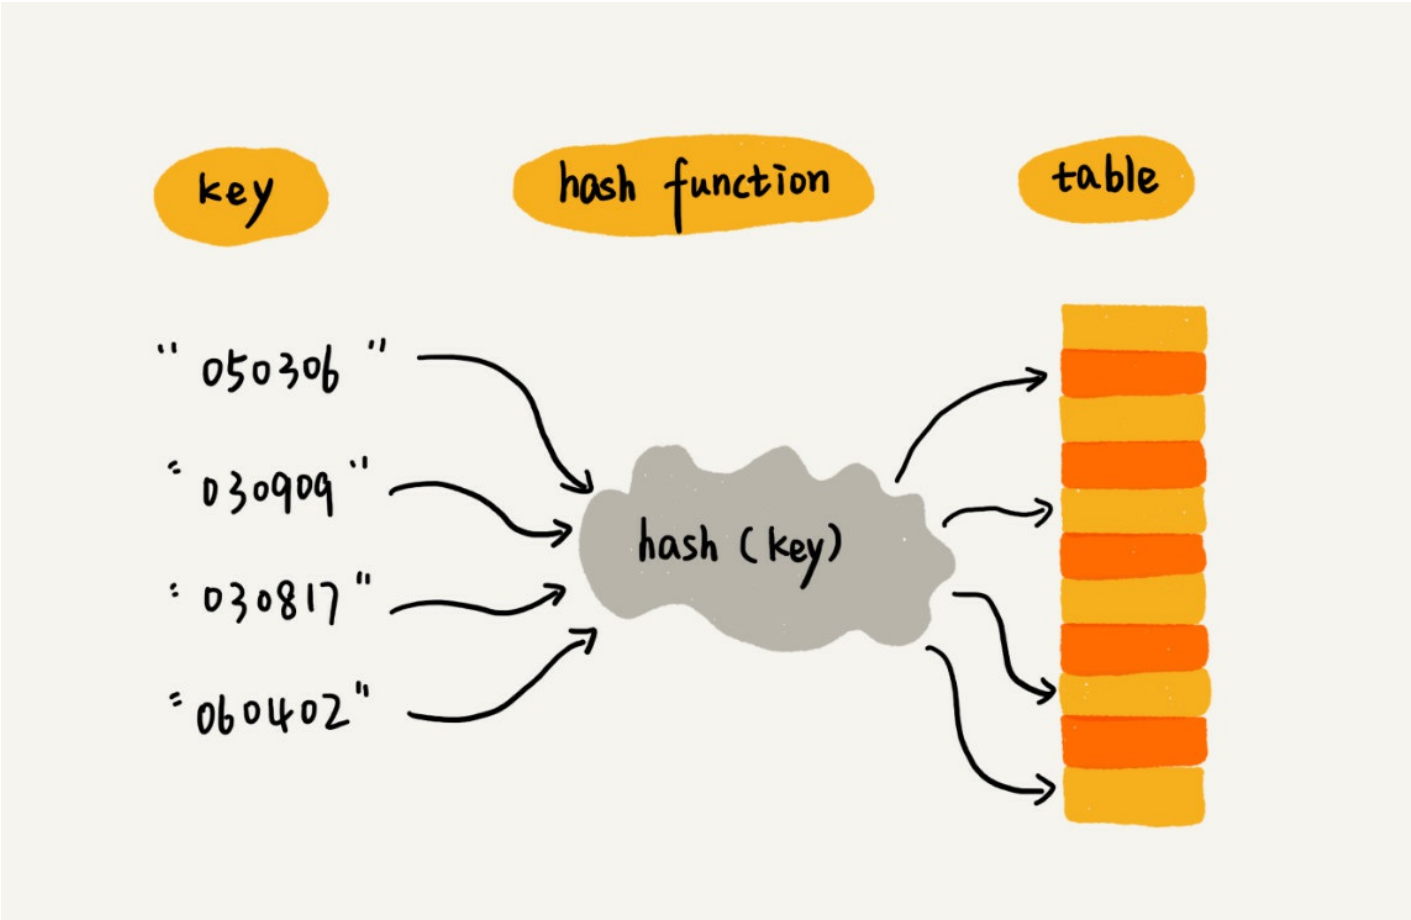 key
hash function
table
" 050306 "
" 030909 "
" 030817 "
hash (key)
" 060402 "